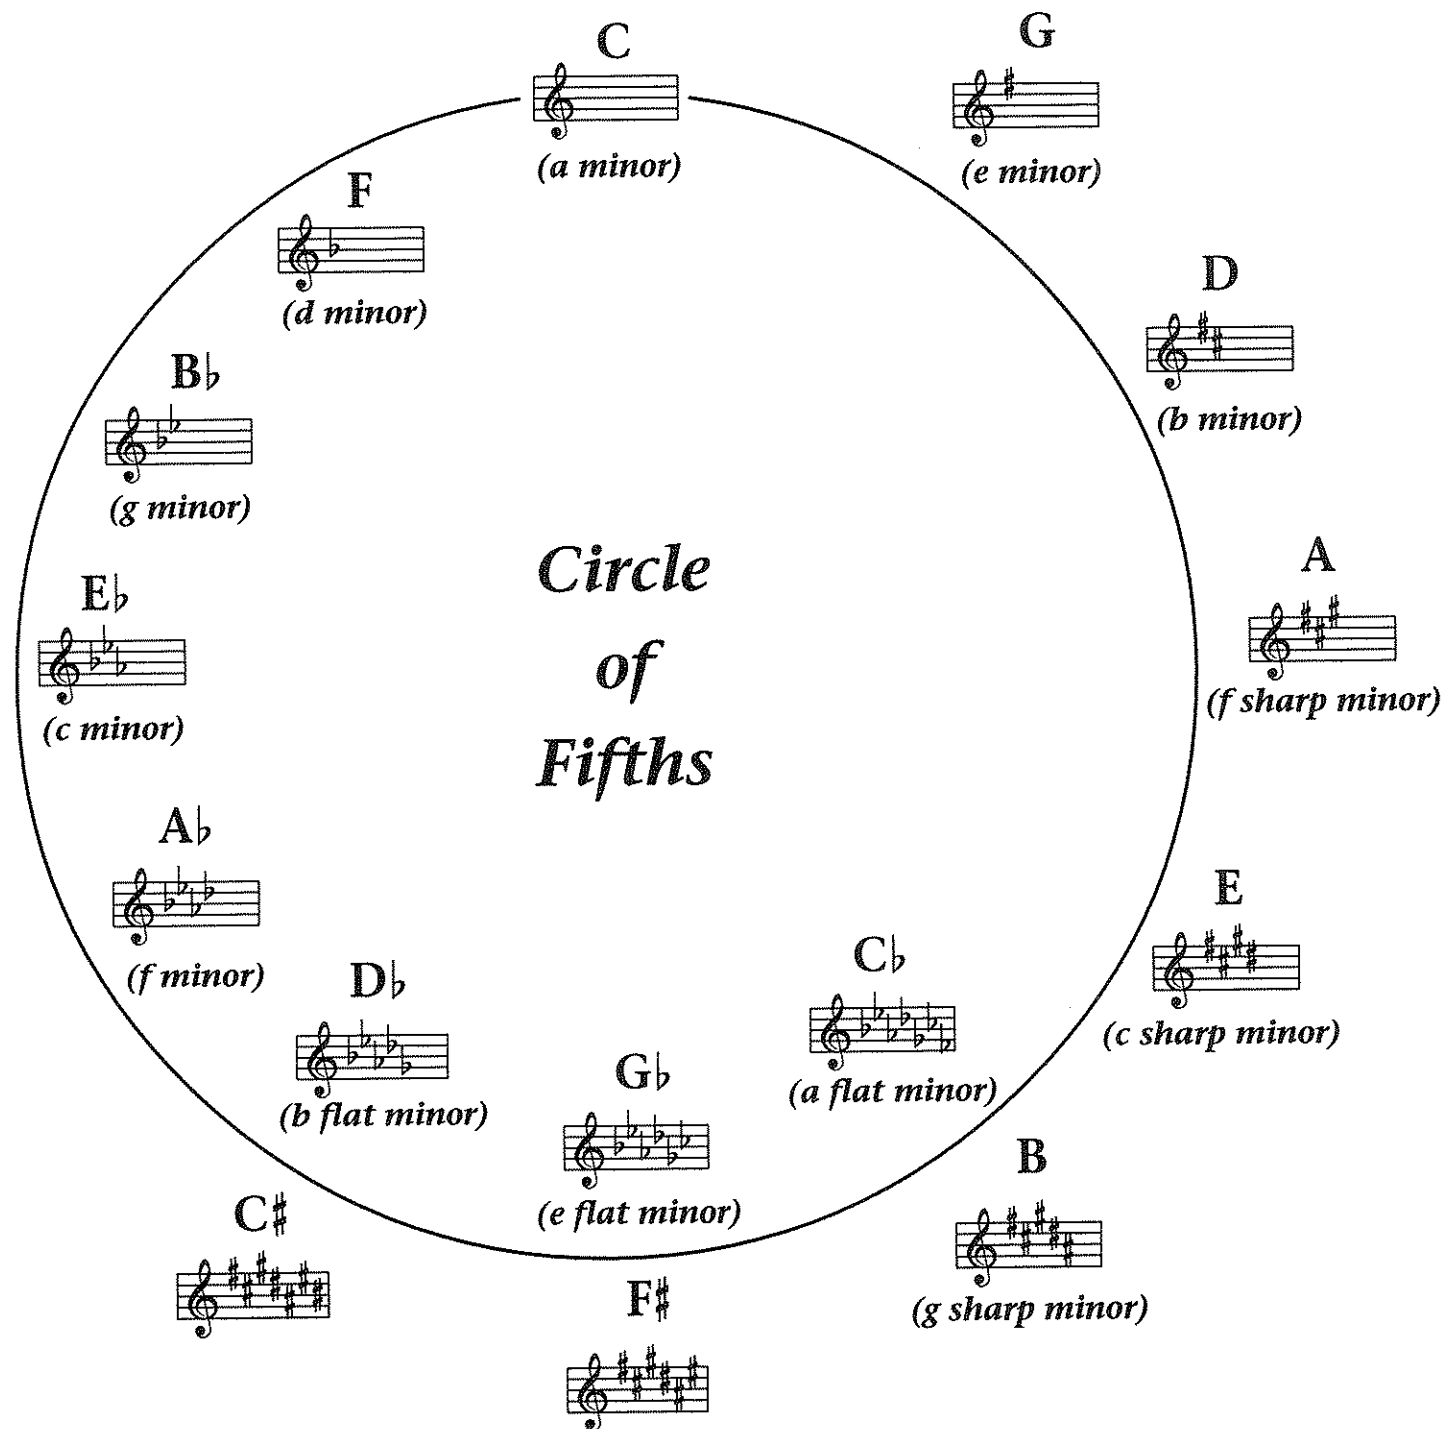 C
(a minor)
G
(e minor)
D
(b minor)
A
(f sharp minor)
E
(c sharp minor)
B
(g sharp minor)
F♯
C♯
F
(d minor)
B♭
(g minor)
E♭
(c minor)
A♭
(f minor)
D♭
(b flat minor)
G♭
(e flat minor)
C♭
(a flat minor)
Circle
of
Fifths